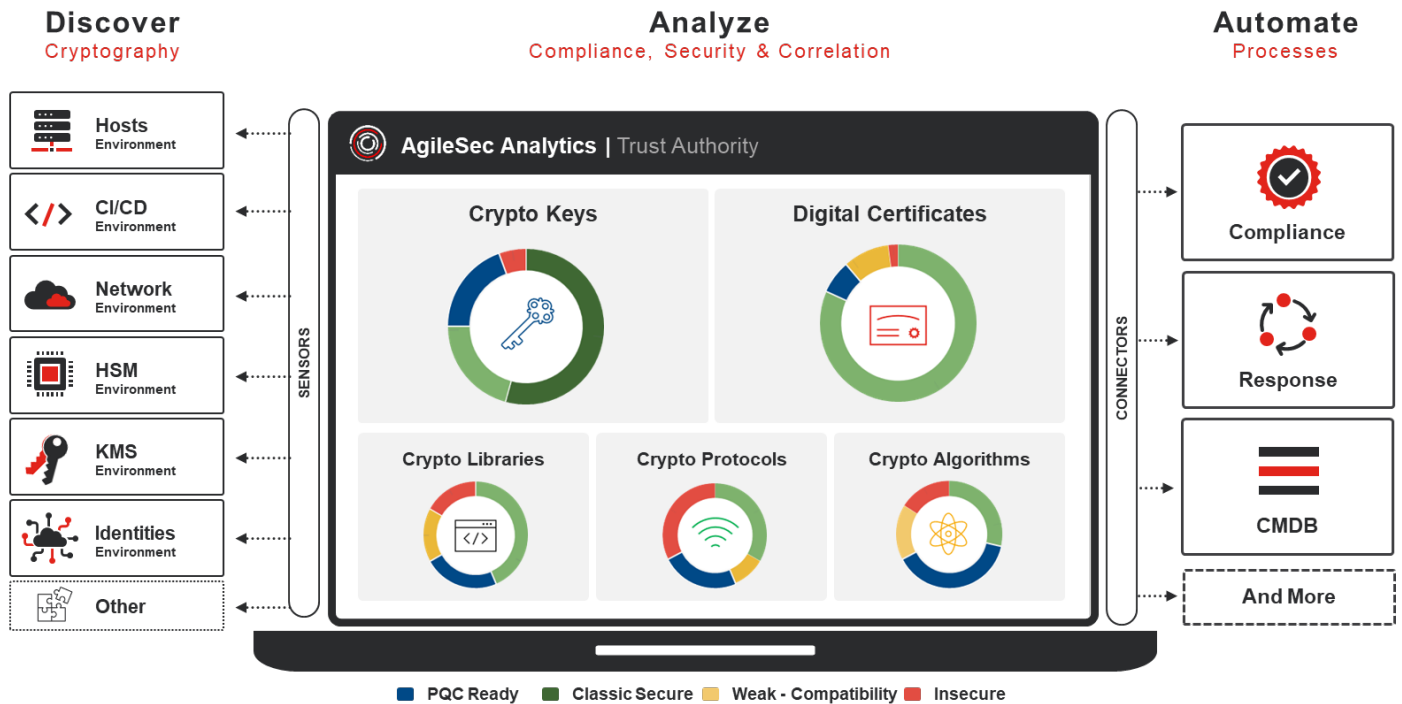 Discover
Cryptography
Analyze
Compliance, Security & Correlation
Automate
Processes
Hosts
Environment
CI/CD
Environment
Network
Environment
HSM
Environment
KMS
Environment
Identities
Environment
Other
SENSORS
AgileSec Analytics | Trust Authority
Crypto Keys
Digital Certificates
Crypto Libraries
Crypto Protocols
Crypto Algorithms
CONNECTORS
Compliance
Response
CMDB
And More
PQC Ready
Classic Secure
Weak - Compatibility
Insecure